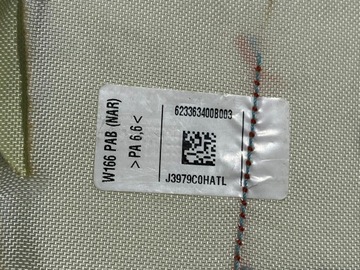 W166 PAB (NAR)
>PA 6,6<
623363400B003
J3979C0HATL